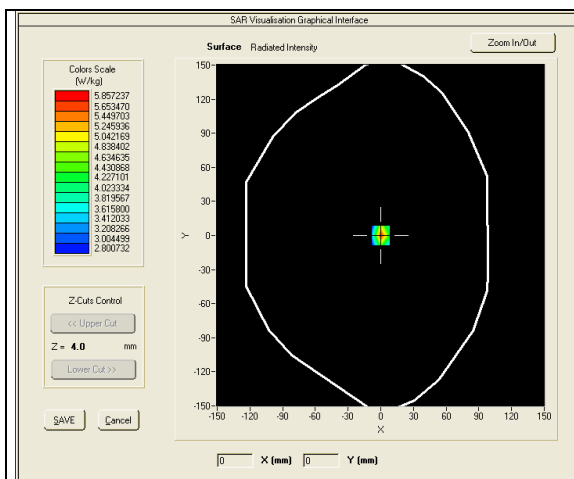 SAR Visualisation Graphical Interface
Surface Radiated Intensity
Zoom In/Out
Colors Scale
(W/kg)
5.857237
5.653470
5.449703
5.245936
5.042169
4.838402
4.634635
4.430868
4.227101
4.023334
3.819567
3.615800
3.412033
3.208266
3.004499
2.800732
Z-Cuts Control
<< Upper Cut
Z = 4.0 mm
Lower Cut >>
SAVE Cancel
150
120
90
60
30
0
-30
-60
-90
-120
-150
Y
-150 -120 -90 -60 -30 0 30 60 90 120 150
X
0 X (mm) 0 Y (mm)